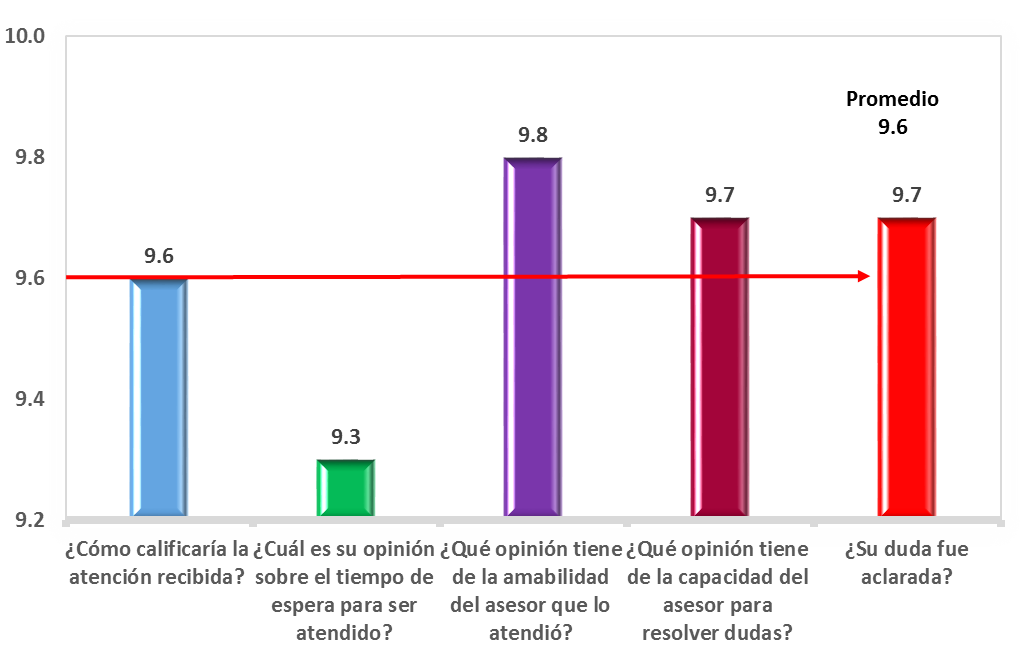 10.0
9.8
9.6
9.4
9.2
Promedio
9.6
9.6
9.3
9.8
9.7
9.7
¿Cómo calificaría la
atención recibida?
¿Cuál es su opinión
sobre el tiempo de
espera para ser
atendido?
¿Qué opinión tiene
de la amabilidad
del asesor que lo
atendió?
¿Qué opinión tiene
de la capacidad del
asesor para
resolver dudas?
¿Su duda fue
aclarada?